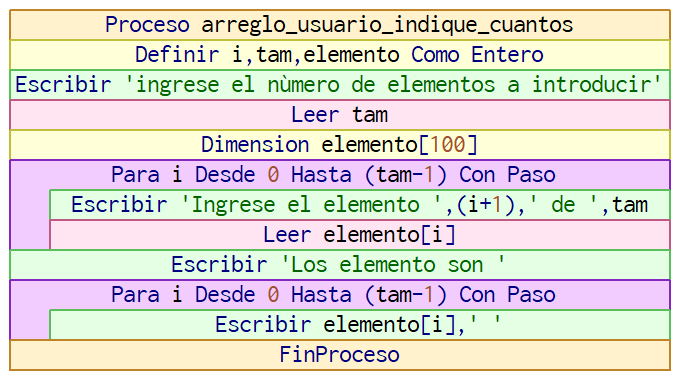 Proceso arreglo_usuario_indique_cuantos
Definir i,tam,elemento Como Entero
Escribir 'ingrese el nùmero de elementos a introducir'
Leer tam
Dimension elemento[100]
Para i Desde 0 Hasta (tam-1) Con Paso
Escribir 'Ingrese el elemento ',(i+1),' de ',tam
Leer elemento[i]
Escribir 'Los elemento son '
Para i Desde 0 Hasta (tam-1) Con Paso
Escribir elemento[i],' '
FinProceso